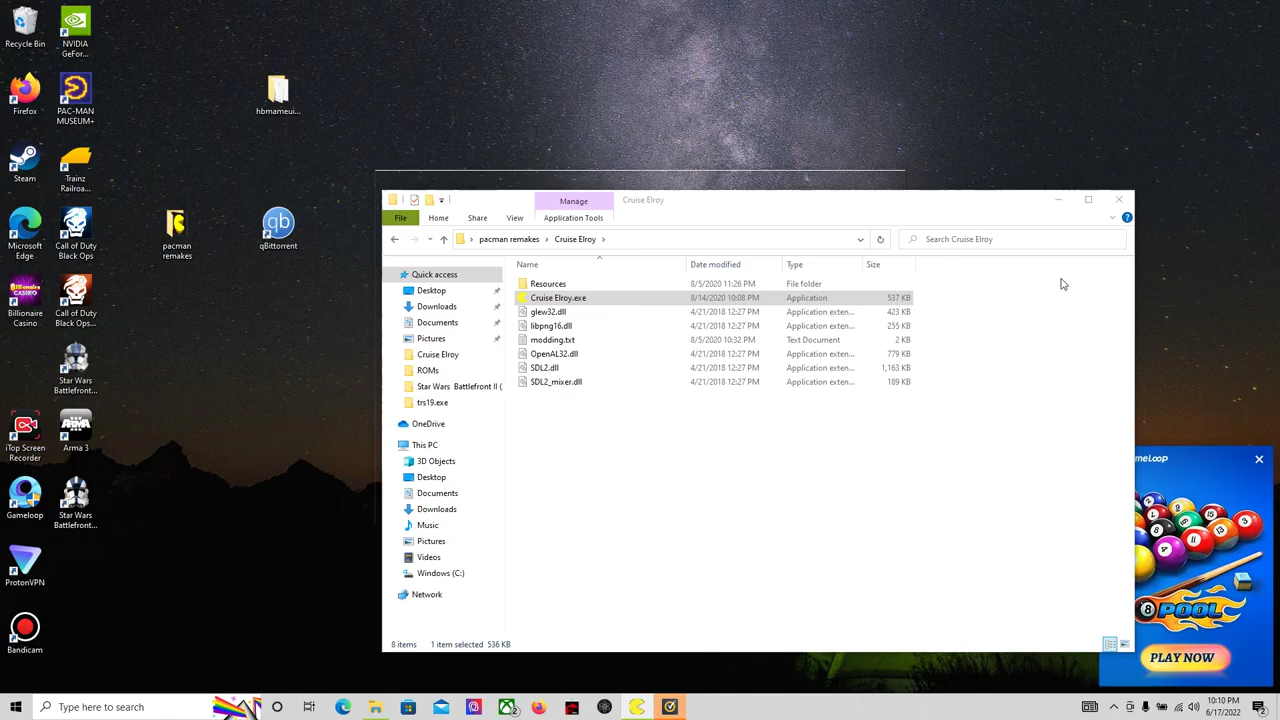 Recycle Bin
NVIDIA
GeFor...
Firefox
PAC-MAN
MUSEUM+
hbmameui...
Steam
Trainz
Railroa...
Microsoft
Edge
Call of Duty
Black Ops
pacman
remakes
qBittorrent
Billionaire
Casino
Call of Duty
Black Ops...
Star Wars
Battlefront...
iTop Screen
Recorder
Arma 3
Gameloop
Star Wars
Battlefront...
ProtonVPN
Bandicam
Manage
Cruise Elroy
File
Home
Share
View
Application Tools
pacman remakes
Cruise Elroy
Search Cruise Elroy
Name
Date modified
Type
Size
Resources 8/5/2020 11:26 PM File folder
Cruise Elroy.exe 8/14/2020 10:08 PM Application 537 KB
glew32.dll 4/21/2018 12:27 PM Application exten... 423 KB
libpng16.dll 4/21/2018 12:27 PM Application exten... 255 KB
modding.txt 8/5/2020 10:32 PM Text Document 2 KB
OpenAL32.dll 4/21/2018 12:27 PM Application exten... 779 KB
SDL2.dll 4/21/2018 12:27 PM Application exten... 1,163 KB
SDL2_mixer.dll 4/21/2018 12:27 PM Application exten... 189 KB
Quick access
Desktop
Downloads
Documents
Pictures
Cruise Elroy
ROMs
Star Wars Battlefront II (
trs19.exe
OneDrive
This PC
3D Objects
Desktop
Documents
Downloads
Music
Pictures
Videos
Windows (C:)
Network
8 items
1 item selected 536 KB
meloop
8 POOL
PLAY NOW
Type here to search
10:10 PM
6/17/2022